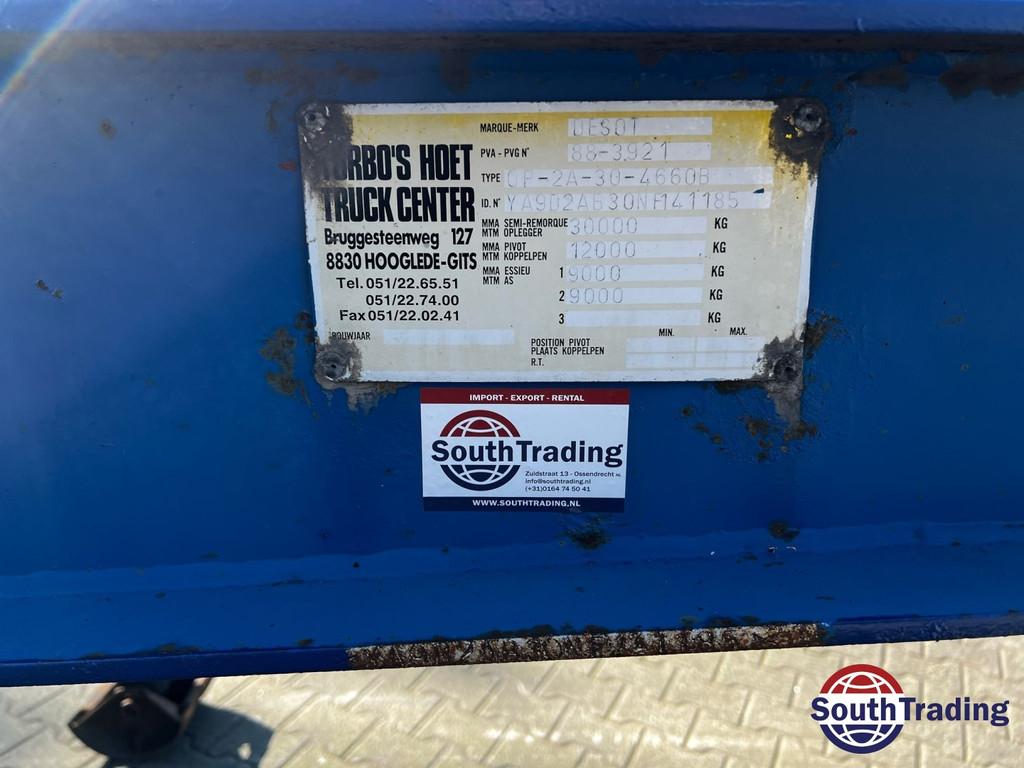 TURBO'S HOET
TRUCK CENTER
Bruggesteenweg 127
8830 HOOGLEDE-GITS
Tel. 051/22.65.51
051/22.74.00
Fax 051/22.02.41
BOUWJAAR
MARQUE-MERK DESOT
PVA - PVG N° 88-3921
TYPE OP-2A-30-4660B
ID. N° YA902A630NH141185
MMA SEMI-REMORQUE
MTM OPLEGGER 30000 KG
MMA PIVOT
MTM KOPPELPEN 12000 KG
MMA ESSIEU
MTM AS 1 9000 KG
2 9000 KG
3 KG
MIN. MAX.
POSITION PIVOT
PLAATS KOPPELPEN
R.T.
IMPORT - EXPORT - RENTAL
SouthTrading
Zuidstraat 13 - Ossendrecht NL
info@southtrading.nl
(+31)0164 74 50 41
WWW.SOUTHTRADING.NL
SouthTrading